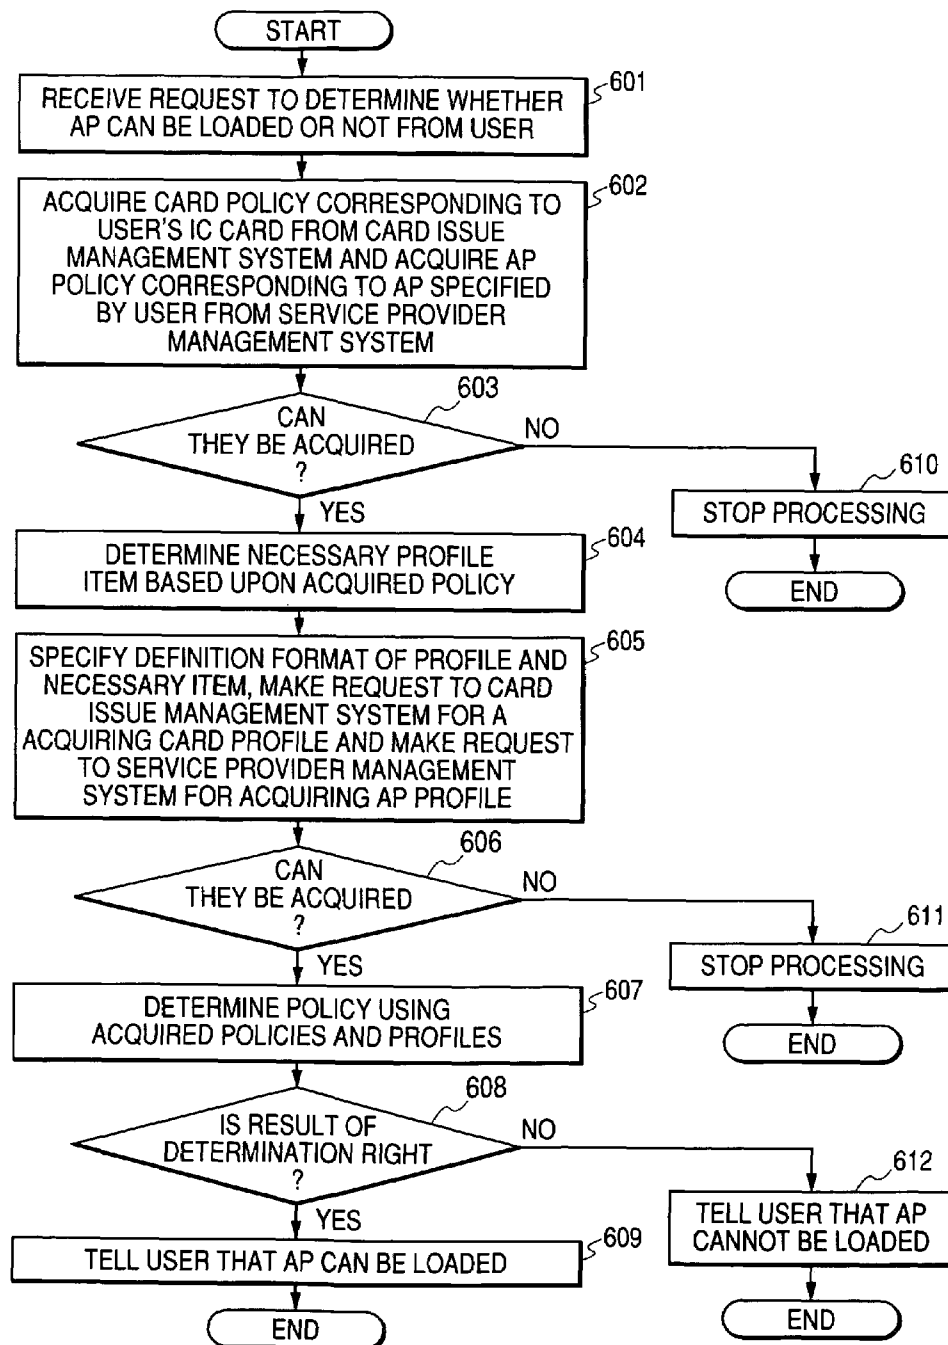 START
601
RECEIVE REQUEST TO DETERMINE WHETHER
AP CAN BE LOADED OR NOT FROM USER
602
ACQUIRE CARD POLICY CORRESPONDING TO
USER'S IC CARD FROM CARD ISSUE
MANAGEMENT SYSTEM AND ACQUIRE AP
POLICY CORRESPONDING TO AP SPECIFIED
BY USER FROM SERVICE PROVIDER
MANAGEMENT SYSTEM
603
CAN
THEY BE ACQUIRED
?
NO
YES
610
STOP PROCESSING
END
604
DETERMINE NECESSARY PROFILE
ITEM BASED UPON ACQUIRED POLICY
605
SPECIFY DEFINITION FORMAT OF PROFILE AND
NECESSARY ITEM, MAKE REQUEST TO CARD
ISSUE MANAGEMENT SYSTEM FOR A
ACQUIRING CARD PROFILE AND MAKE REQUEST
TO SERVICE PROVIDER MANAGEMENT
SYSTEM FOR ACQUIRING AP PROFILE
606
CAN
THEY BE ACQUIRED
?
NO
YES
611
STOP PROCESSING
END
607
DETERMINE POLICY USING
ACQUIRED POLICIES AND PROFILES
608
IS RESULT OF
DETERMINATION RIGHT
?
NO
YES
612
TELL USER THAT AP
CANNOT BE LOADED
END
609
TELL USER THAT AP CAN BE LOADED
END